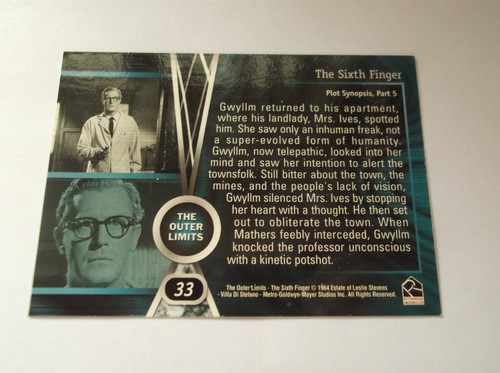 The Sixth Finger
Plot Synopsis, Part 5
Gwyllm returned to his apartment,
where his landlady, Mrs. Ives, spotted
him. She saw only an inhuman freak, not
a super-evolved form of humanity.
Gwyllm, now telepathic, looked into her
mind and saw her intention to alert the
townsfolk. Still bitter about the town, the
mines, and the people's lack of vision,
Gwyllm silenced Mrs. Ives by stopping
her heart with a thought. He then set
out to obliterate the town. When
Mathers feebly interceded, Gwyllm
knocked the professor unconscious
with a kinetic potshot.
THE
OUTER
LIMITS
33
The Outer Limits - The Sixth Finger © 1964 Estate of Leslie Stevens
- Villa Di Stefano - Metro-Goldwyn-Mayer Studios Inc. All Rights Reserved.